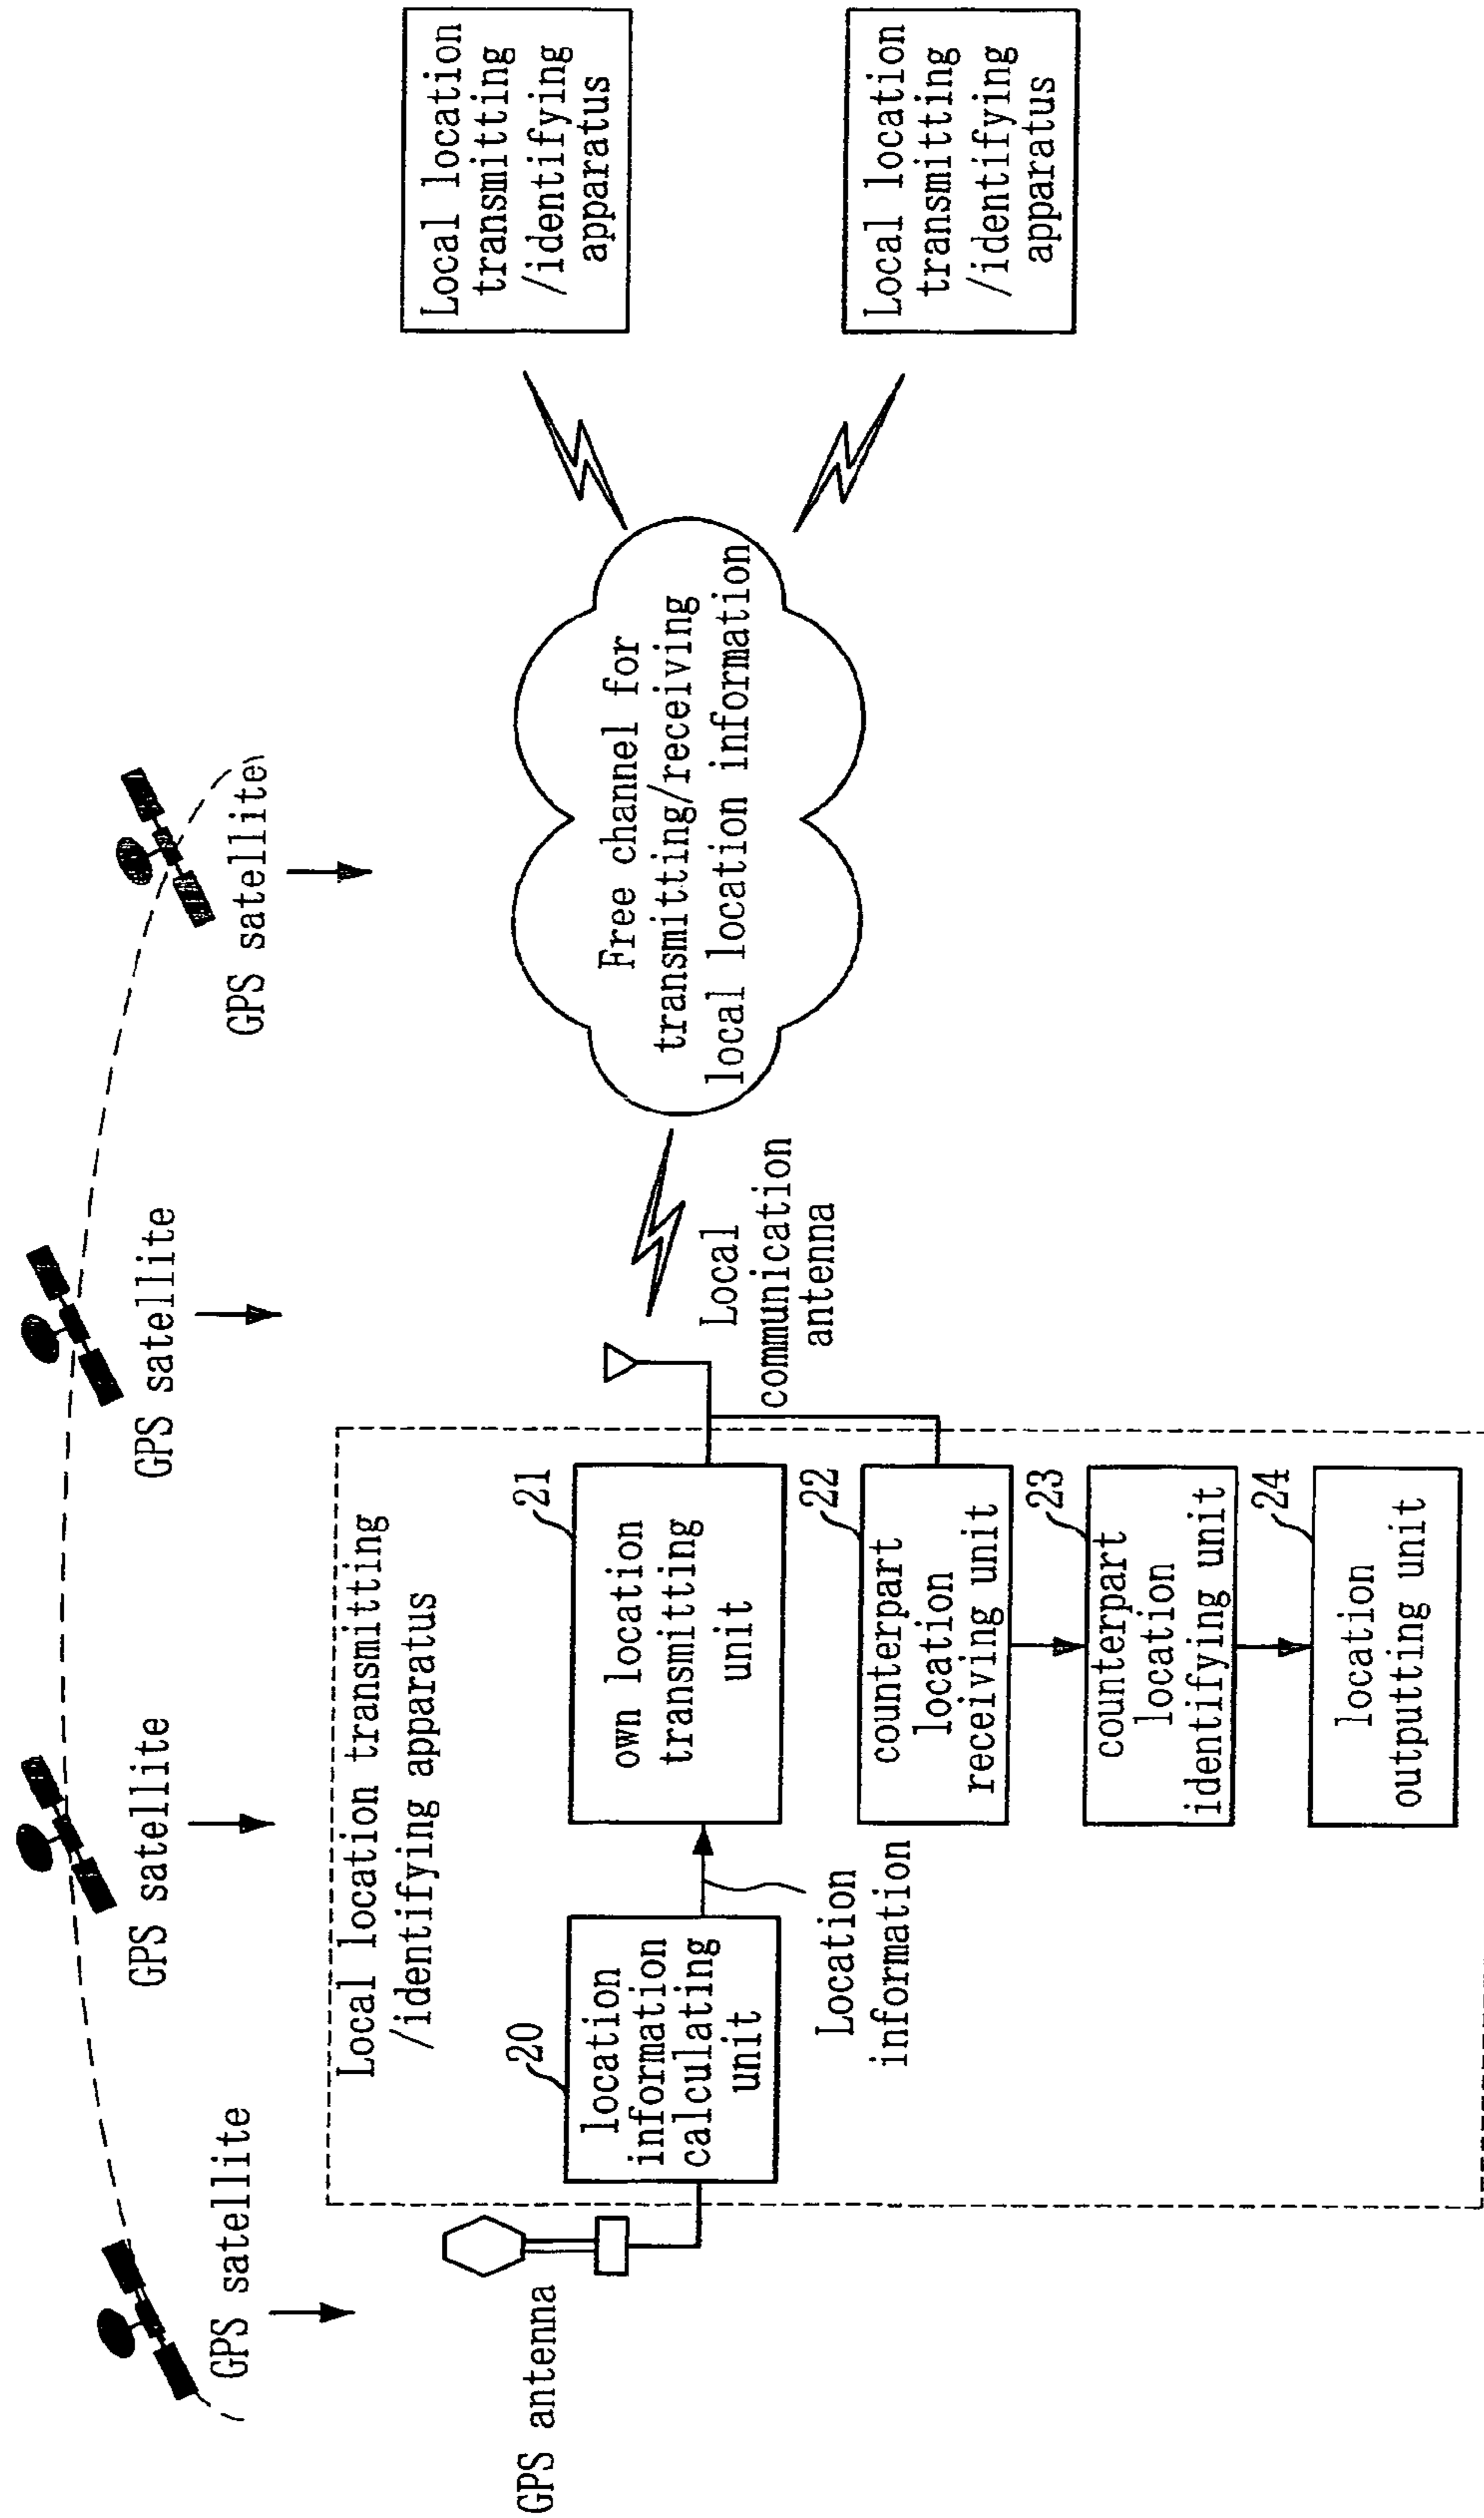 GPS satellite
GPS satellite
GPS satellite
GPS satellite
GPS antenna
Local location transmitting
/identifying apparatus
20
location
information
calculating
unit
Location
information
21
own location
transmitting
unit
22
counterpart
location
receiving unit
23
counterpart
location
identifying unit
24
location
outputting unit
Local
communication
antenna
Free channel for
transmitting/receiving
local location information
Local location
transmitting
/identifying
apparatus
Local location
transmitting
/identifying
apparatus